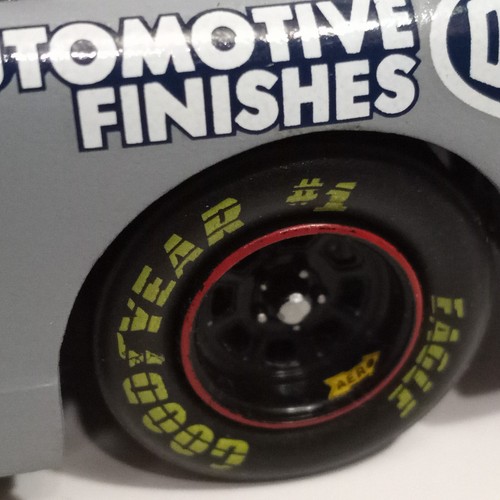 UTOMOTIVE
FINISHES
GOODYEAR #1
EAGLE
AERO